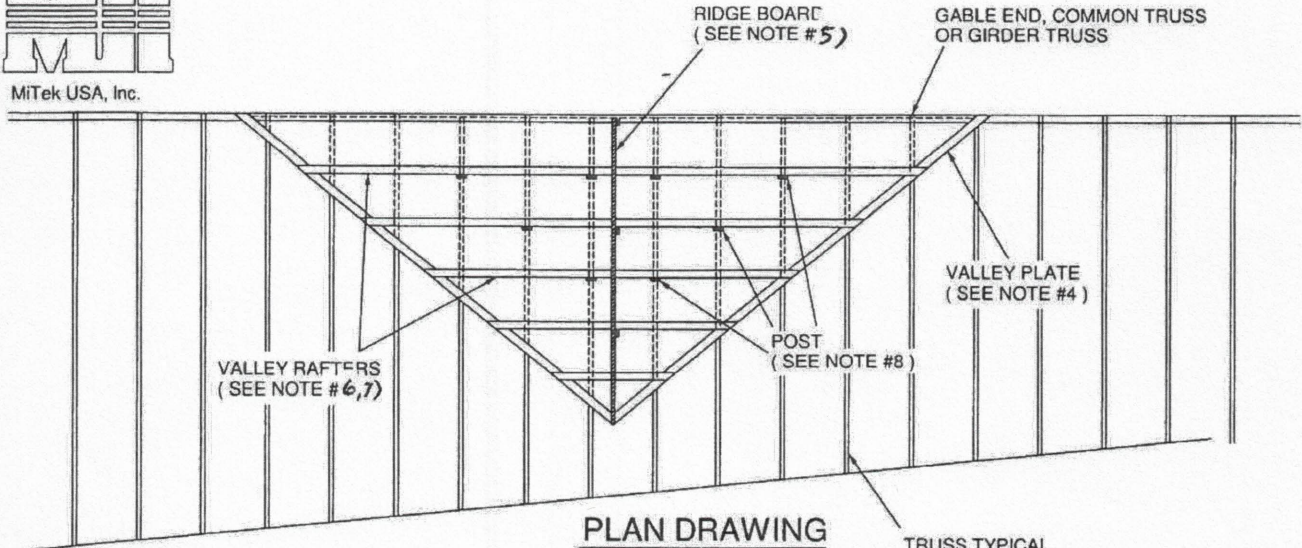 MiTek USA, Inc.
RIDGE BOARD
( SEE NOTE #5)
GABLE END, COMMON TRUSS
OR GIRDER TRUSS
VALLEY PLATE
( SEE NOTE #4 )
POST
( SEE NOTE #8 )
VALLEY RAFTERS
( SEE NOTE #6,7)
PLAN DRAWING
TRUSS TYPICAL